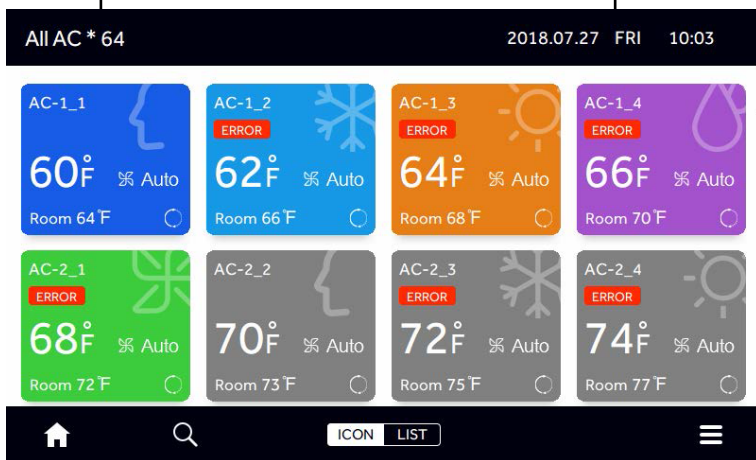 All AC * 64 2018.07.27 FRI 10:03
AC-1_1 AC-1_2 AC-1_3 AC-1_4
ERROR ERROR ERROR
60°F Auto 62°F Auto 64°F Auto 66°F Auto
Room 64°F Room 66°F Room 68°F Room 70°F
AC-2_1 AC-2_2 AC-2_3 AC-2_4
ERROR ERROR ERROR
68°F Auto 70°F Auto 72°F Auto 74°F Auto
Room 72°F Room 73°F Room 75°F Room 77°F
ICON LIST